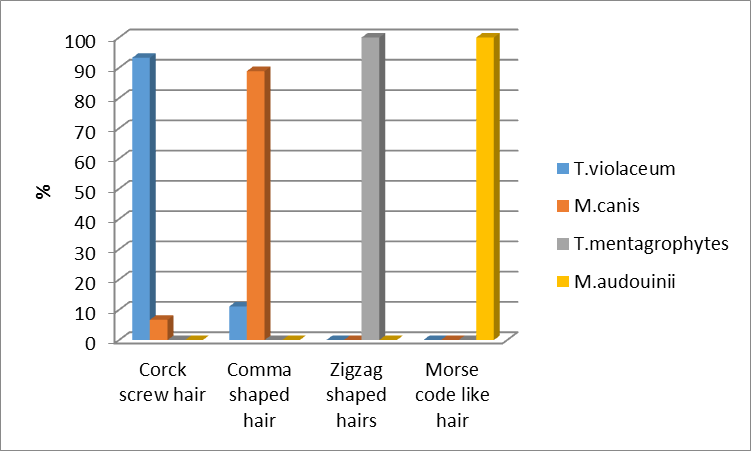 100
90
80
70
60
50
40
30
20
10
0
%
Corck
screw hair
Comma
shaped
hair
Zigzag
shaped
hairs
Morse
code like
hair
T.violaceum
M.canis
T.mentagrophytes
M.audouinii